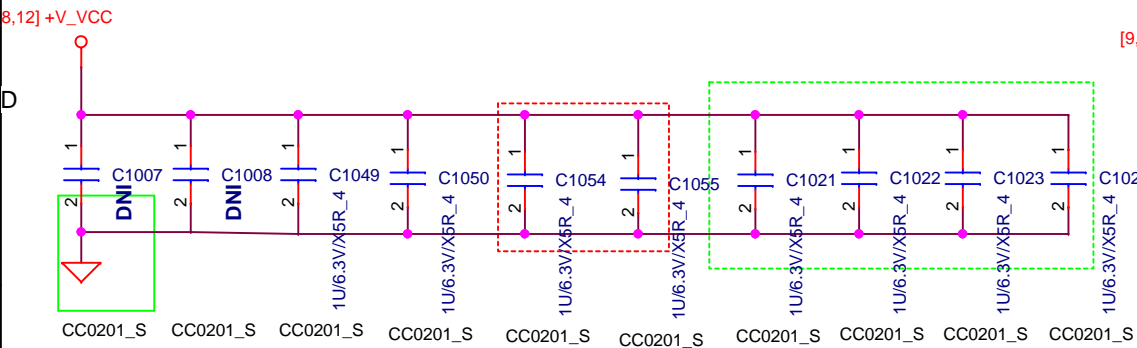 8,12] +V_VCC
[9,
D
1
1
1
1
1
1
1
1
1
1
C1007
C1008
C1049
C1050
C1054
C1055
C1021
C1022
C1023
C102
2
2
2
2
2
2
2
2
2
2
DNI
DNI
1U/6.3V/X5R_4
1U/6.3V/X5R_4
1U/6.3V/X5R_4
1U/6.3V/X5R_4
1U/6.3V/X5R_4
1U/6.3V/X5R_4
1U/6.3V/X5R_4
1U/6.3V/X5R_4
CC0201_S
CC0201_S
CC0201_S
CC0201_S
CC0201_S
CC0201_S
CC0201_S
CC0201_S
CC0201_S
CC0201_S